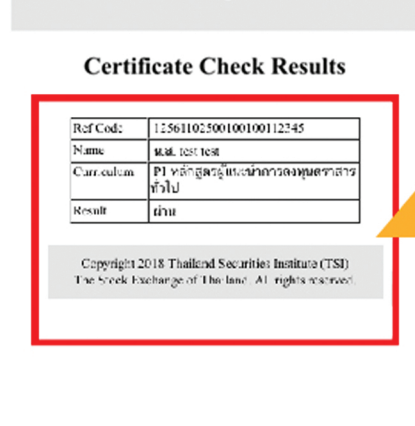 Certificate Check Results
Ref Code 12561102500100100112345
Name น.ส. test test
Curriculum P1 หลักสูตรผู้แนะนำการลงทุนตราสาร
ทั่วไป
Result ผ่าน
Copyright 2018 Thailand Securities Institute (TSI)
The Stock Exchange of Thailand. All rights reserved.